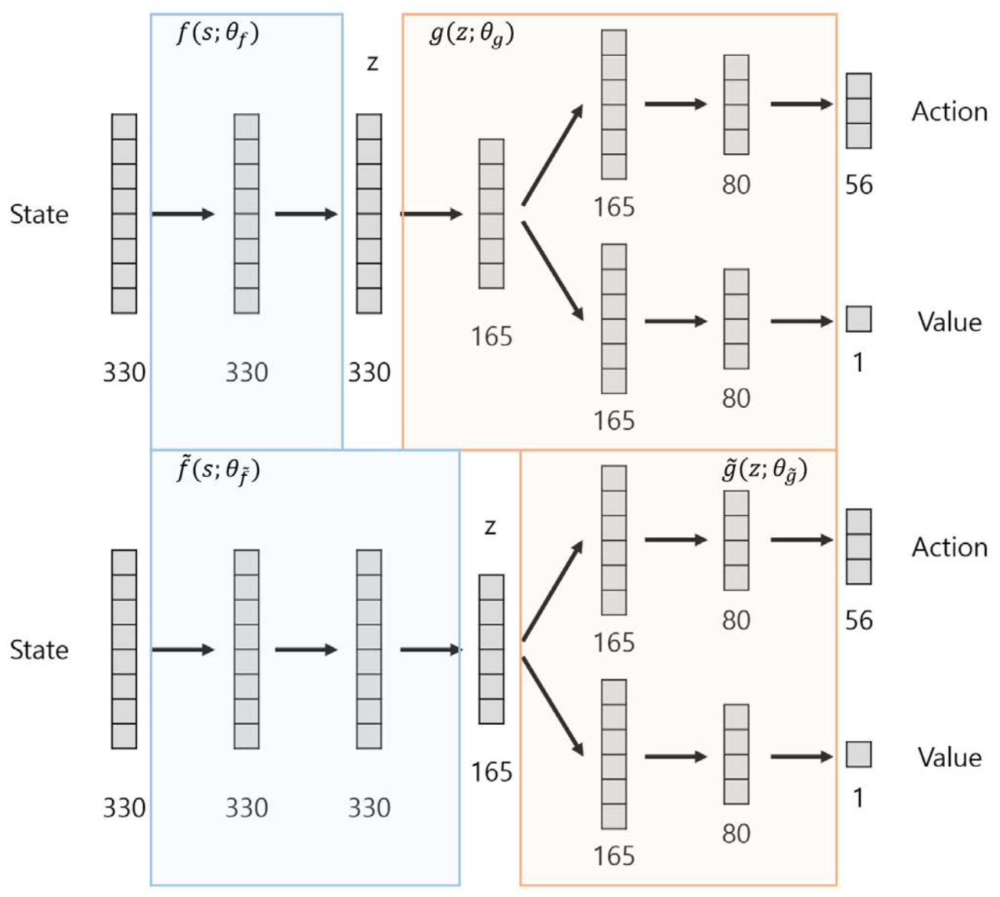 f(s; θ_f)
z
g(z; θ_g)
State
330
330
330
165
165
80
56
Action
165
80
1
Value
f̃(s; θ_f̃)
z
g̃(z; θ_g̃)
State
330
330
330
165
165
80
56
Action
165
80
1
Value